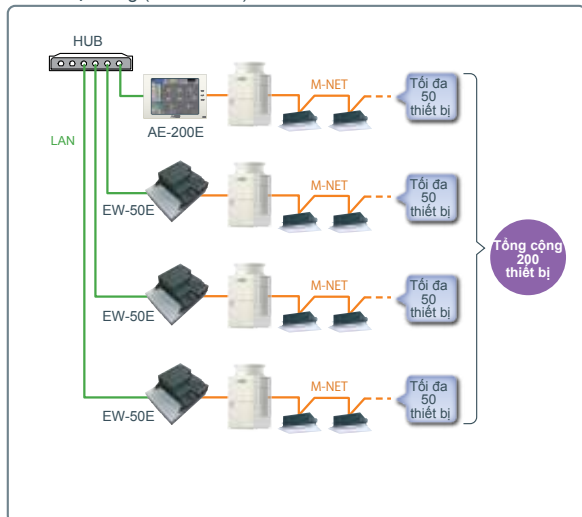 HUB
LAN
AE-200E
M-NET
Tối đa
50
thiết bị
EW-50E
M-NET
Tối đa
50
thiết bị
EW-50E
M-NET
Tối đa
50
thiết bị
EW-50E
M-NET
Tối đa
50
thiết bị
Tổng cộng
200
thiết bị